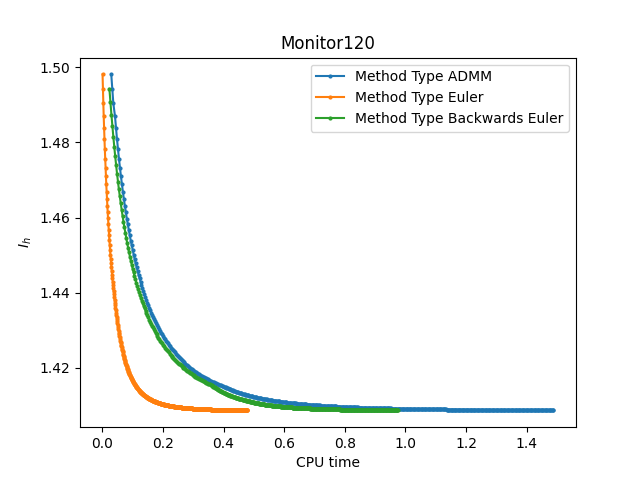 Monitor120
1.50
1.48
1.46
1.44
1.42
I_h
Method Type ADMM
Method Type Euler
Method Type Backwards Euler
0.0 0.2 0.4 0.6 0.8 1.0 1.2 1.4
CPU time